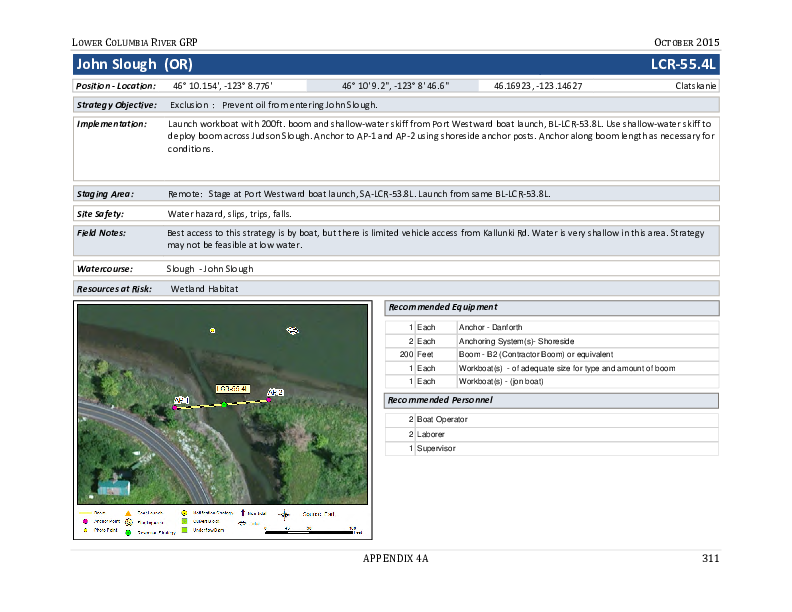 LOWER COLUMBIA RIVER GRP OCTOBER 2015
John Slough (OR) LCR-55.4L
Position - Location: 46° 10.154', -123° 8.776' 46° 10' 9.2", -123° 8' 46.6" 46.16923, -123.14627 Clatskanie
Strategy Objective: Exclusion : Prevent oil from entering John Slough.
Implementation: Launch workboat with 200ft. boom and shallow-water skiff from Port Westward boat launch, BL-LCR-53.8L. Use shallow-water skiff to
deploy boom across Judson Slough. Anchor to AP-1 and AP-2 using shoreside anchor posts. Anchor along boom length as necessary for
conditions.
Staging Area: Remote: Stage at Port Westward boat launch, SA-LCR-53.8L. Launch from same BL-LCR-53.8L.
Site Safety: Water hazard, slips, trips, falls.
Field Notes: Best access to this strategy is by boat, but there is limited vehicle access from Kallunki Rd. Water is very shallow in this area. Strategy
may not be feasible at low water.
Watercourse: Slough - John Slough
Resources at Risk: Wetland Habitat
LCR-55.4L
AP-1
AP-2
Anchor Point
Photo Point
Recommended Equipment
1 Each Anchor - Danforth
2 Each Anchoring System(s)- Shoreside
200 Feet Boom - B2 (Contractor Boom) or equivalent
1 Each Workboat(s) - of adequate size for type and amount of boom
1 Each Workboat(s) - (jon boat)
Recommended Personnel
2 Boat Operator
2 Laborer
1 Supervisor
APPENDIX 4A 311